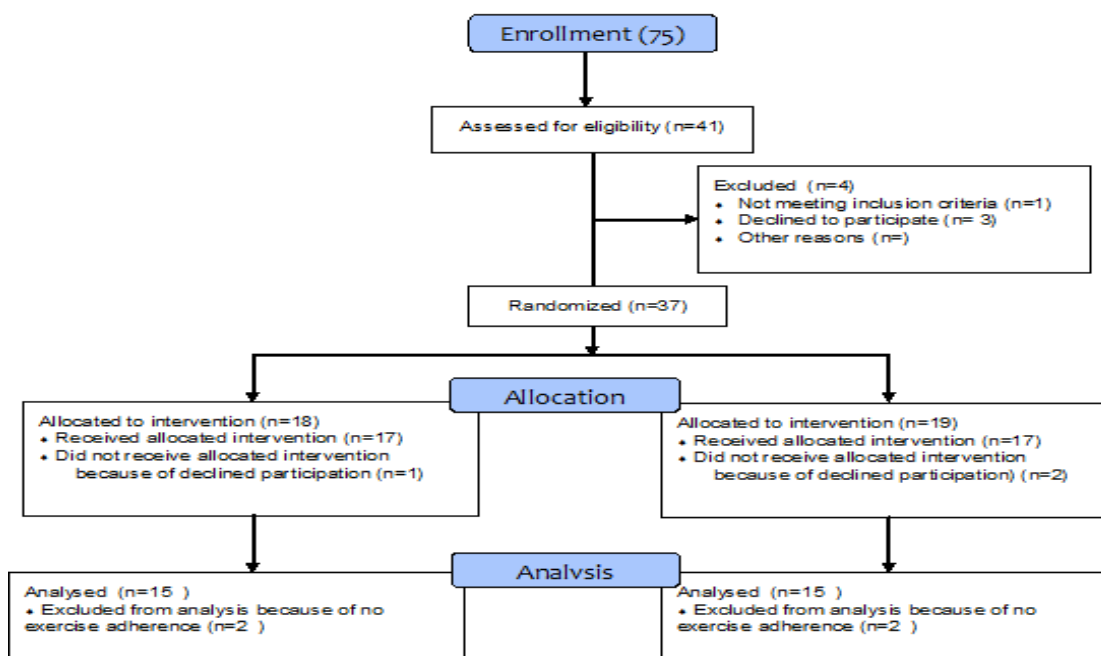 Enrollment (75)
Assessed for eligibility (n=41)
Excluded (n=4)
• Not meeting inclusion criteria (n=1)
• Declined to participate (n= 3)
• Other reasons (n=)
Randomized (n=37)
Allocation
Allocated to intervention (n=18)
• Received allocated intervention (n=17)
• Did not receive allocated intervention
because of declined participation (n=1)
Allocated to intervention (n=19)
• Received allocated intervention (n=17)
• Did not receive allocated intervention
because of declined participation) (n=2)
Analysis
Analysed (n=15 )
• Excluded from analysis because of no
exercise adherence (n=2 )
Analysed (n=15 )
• Excluded from analysis because of no
exercise adherence (n=2 )